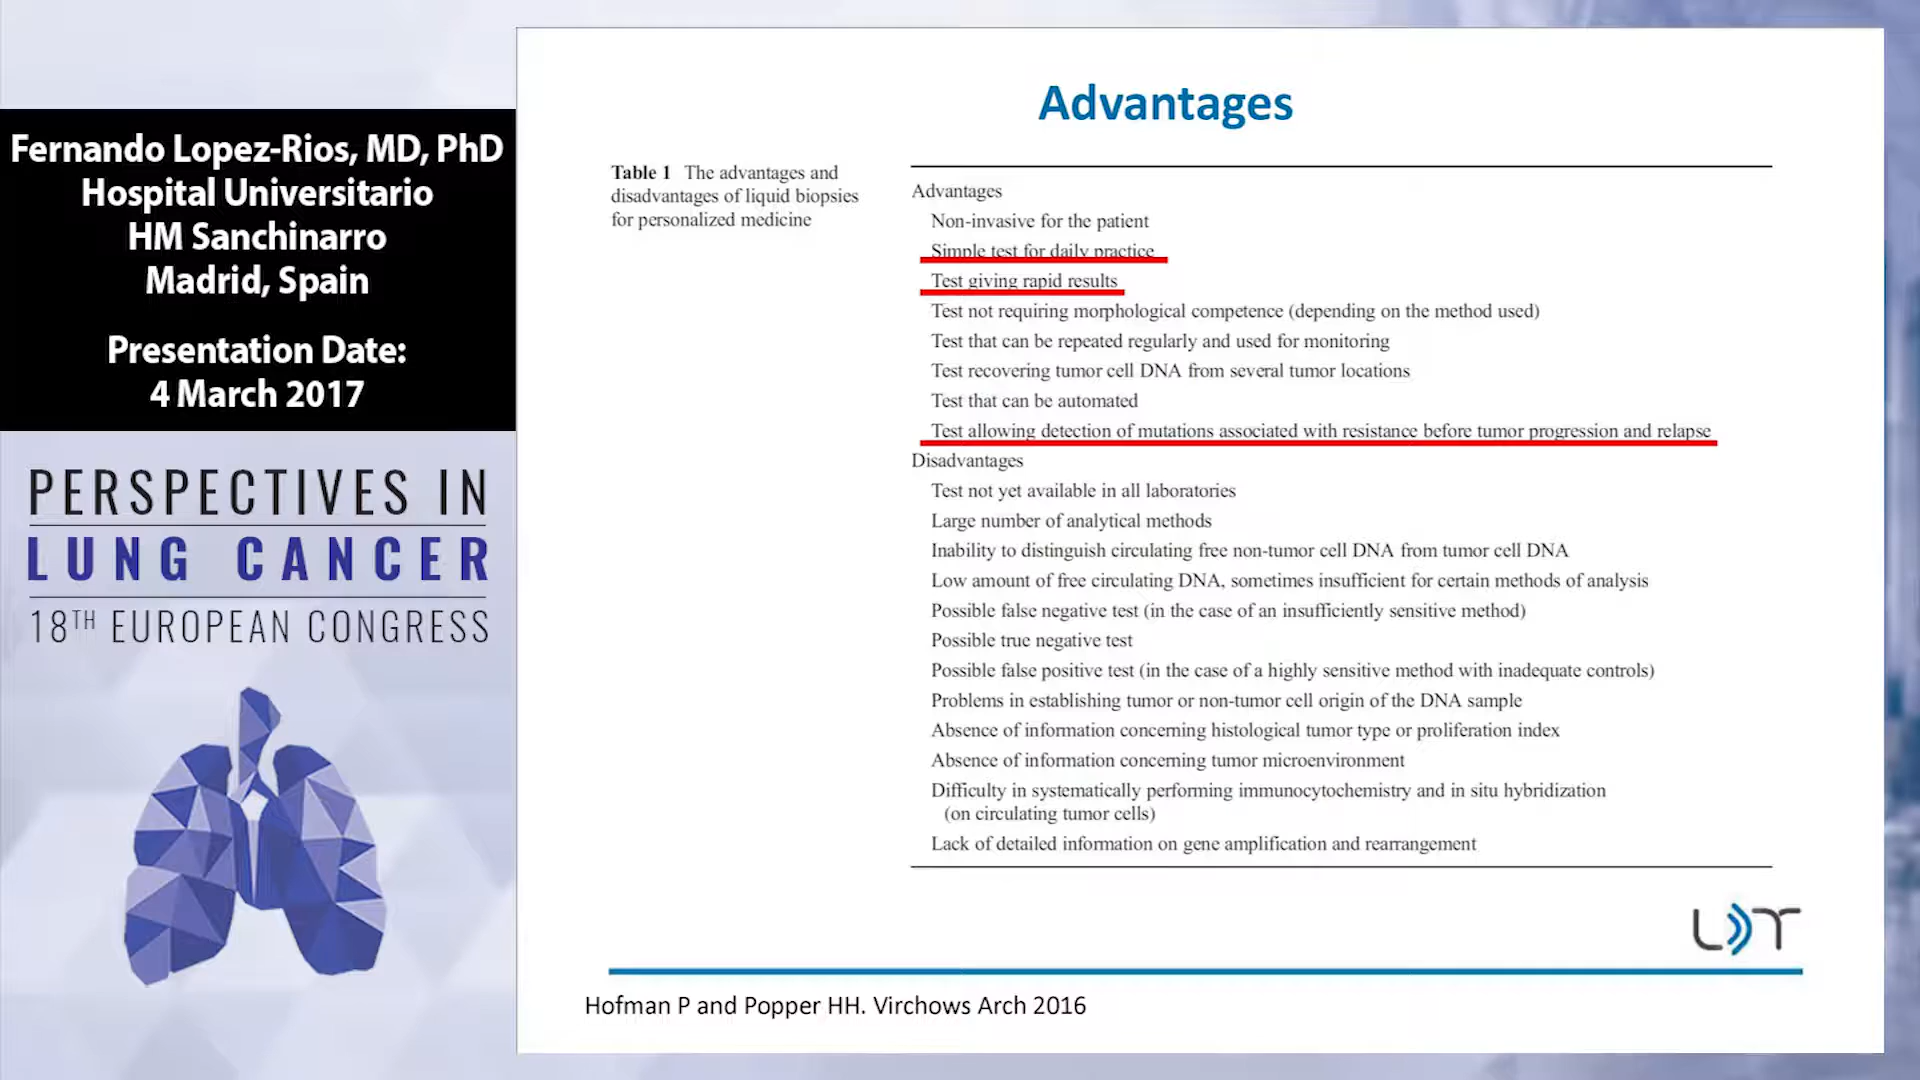 Fernando Lopez-Rios, MD, PhD
Hospital Universitario
HM Sanchinarro
Madrid, Spain
Presentation Date:
4 March 2017
PERSPECTIVES IN
LUNG CANCER
18TH EUROPEAN CONGRESS
Advantages
Table 1 The advantages and
disadvantages of liquid biopsies
for personalized medicine
Advantages
Non-invasive for the patient
Simple test for daily practice
Test giving rapid results
Test not requiring morphological competence (depending on the method used)
Test that can be repeated regularly and used for monitoring
Test recovering tumor cell DNA from several tumor locations
Test that can be automated
Test allowing detection of mutations associated with resistance before tumor progression and relapse
Disadvantages
Test not yet available in all laboratories
Large number of analytical methods
Inability to distinguish circulating free non-tumor cell DNA from tumor cell DNA
Low amount of free circulating DNA, sometimes insufficient for certain methods of analysis
Possible false negative test (in the case of an insufficiently sensitive method)
Possible true negative test
Possible false positive test (in the case of a highly sensitive method with inadequate controls)
Problems in establishing tumor or non-tumor cell origin of the DNA sample
Absence of information concerning histological tumor type or proliferation index
Absence of information concerning tumor microenvironment
Difficulty in systematically performing immunocytochemistry and in situ hybridization
(on circulating tumor cells)
Lack of detailed information on gene amplification and rearrangement
Hofman P and Popper HH. Virchows Arch 2016